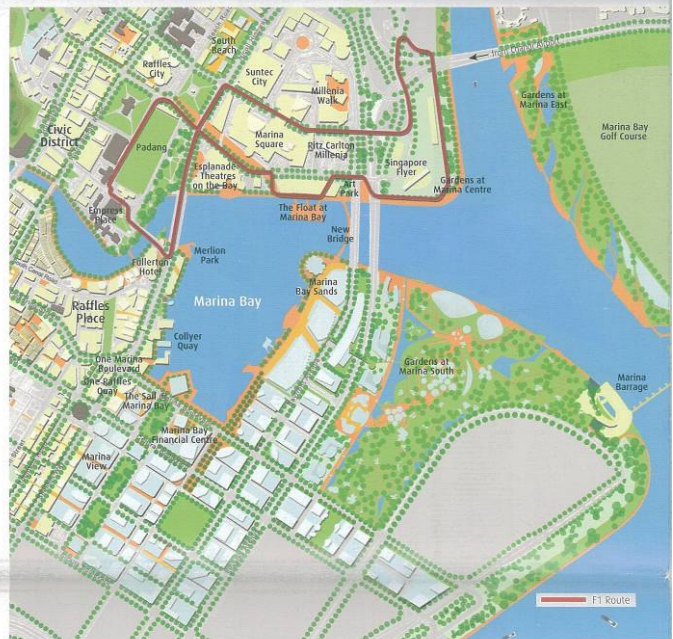 South
Beach
Raffles
City
Suntec
City
Millenia
Walk
from Changi Airport
Gardens at
Marina East
Marina Bay
Golf Course
Civic
District
Padang
Marina
Square
Ritz Carlton
Millenia
Esplanade
- Theatres
on the Bay
Singapore
Flyer
Art
Park
Gardens at
Marina Centre
Empress
Place
The Float at
Marina Bay
New
Bridge
Merlion
Park
Fullerton
Hotel
Marina
Bay Sands
Marina Bay
Raffles
Place
Collyer
Quay
Gardens at
Marina South
One Marina
Boulevard
One Raffles
Quay
The Sail @
Marina Bay
Marina
Barrage
Marina Bay
Financial Centre
Marina
View
F1 Route